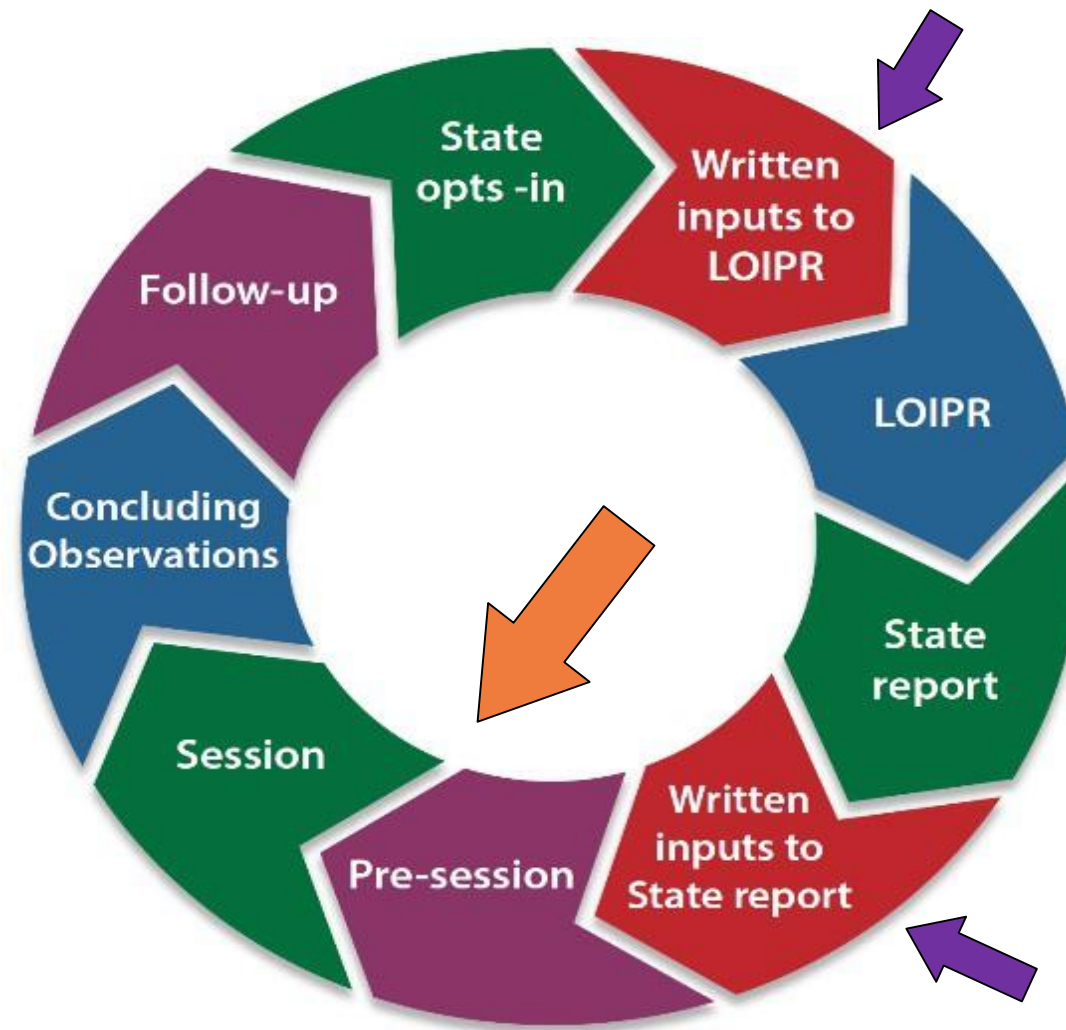 State
opts -in
Written
inputs to
LOIPR
LOIPR
State
report
Written
inputs to
State report
Pre-session
Session
Concluding
Observations
Follow-up